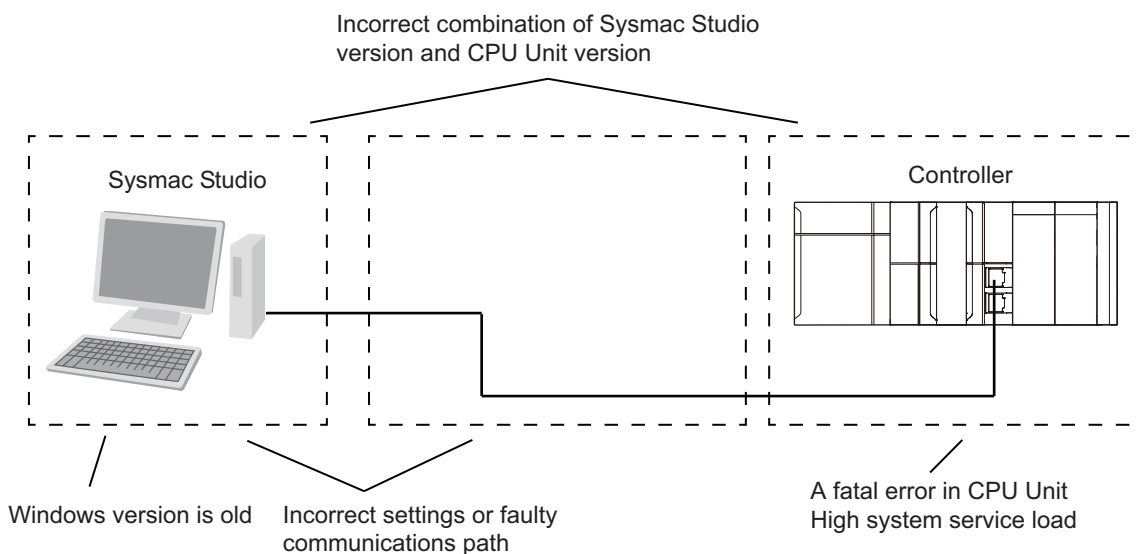 Incorrect combination of Sysmac Studio
version and CPU Unit version
Sysmac Studio
Controller
Windows version is old
Incorrect settings or faulty
communications path
A fatal error in CPU Unit
High system service load